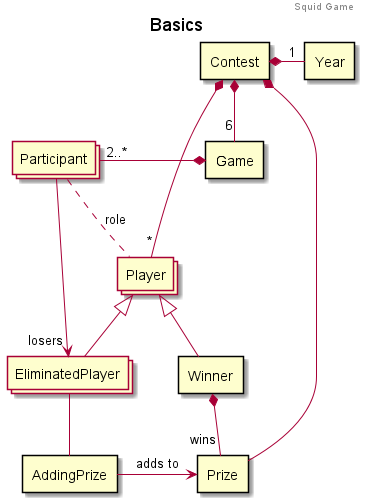 Squid Game
Basics
Contest
1
Year
6
Participant
2..*
Game
role
*
Player
losers
EliminatedPlayer
Winner
wins
AddingPrize
adds to
Prize